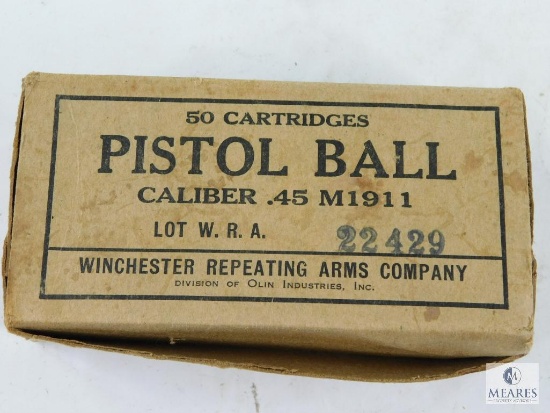 50 CARTRIDGES
PISTOL BALL
CALIBER .45 M1911
LOT W. R. A. 22429
WINCHESTER REPEATING ARMS COMPANY
DIVISION OF OLIN INDUSTRIES, INC.
M
MEARES